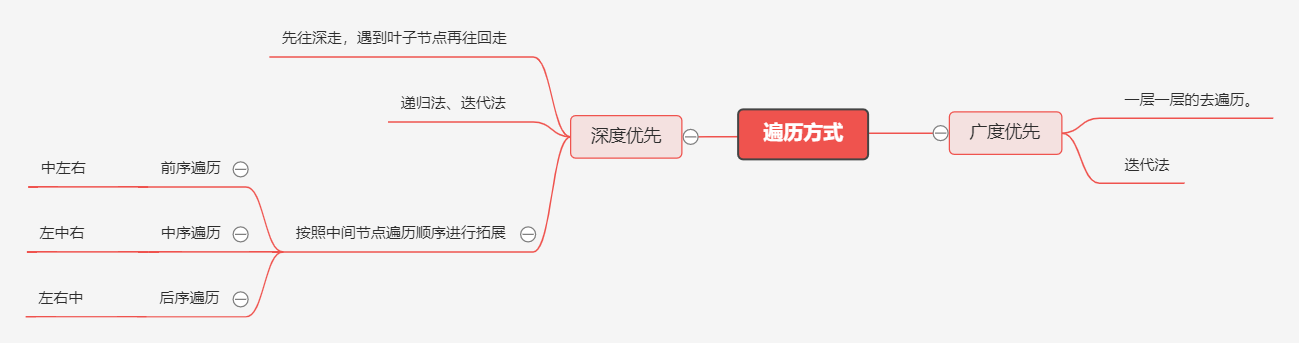 遍历方式
深度优先
先往深走，遇到叶子节点再往回走
递归法、迭代法
按照中间节点遍历顺序进行拓展
前序遍历
中左右
中序遍历
左中右
后序遍历
左右中
广度优先
一层一层的去遍历。
迭代法